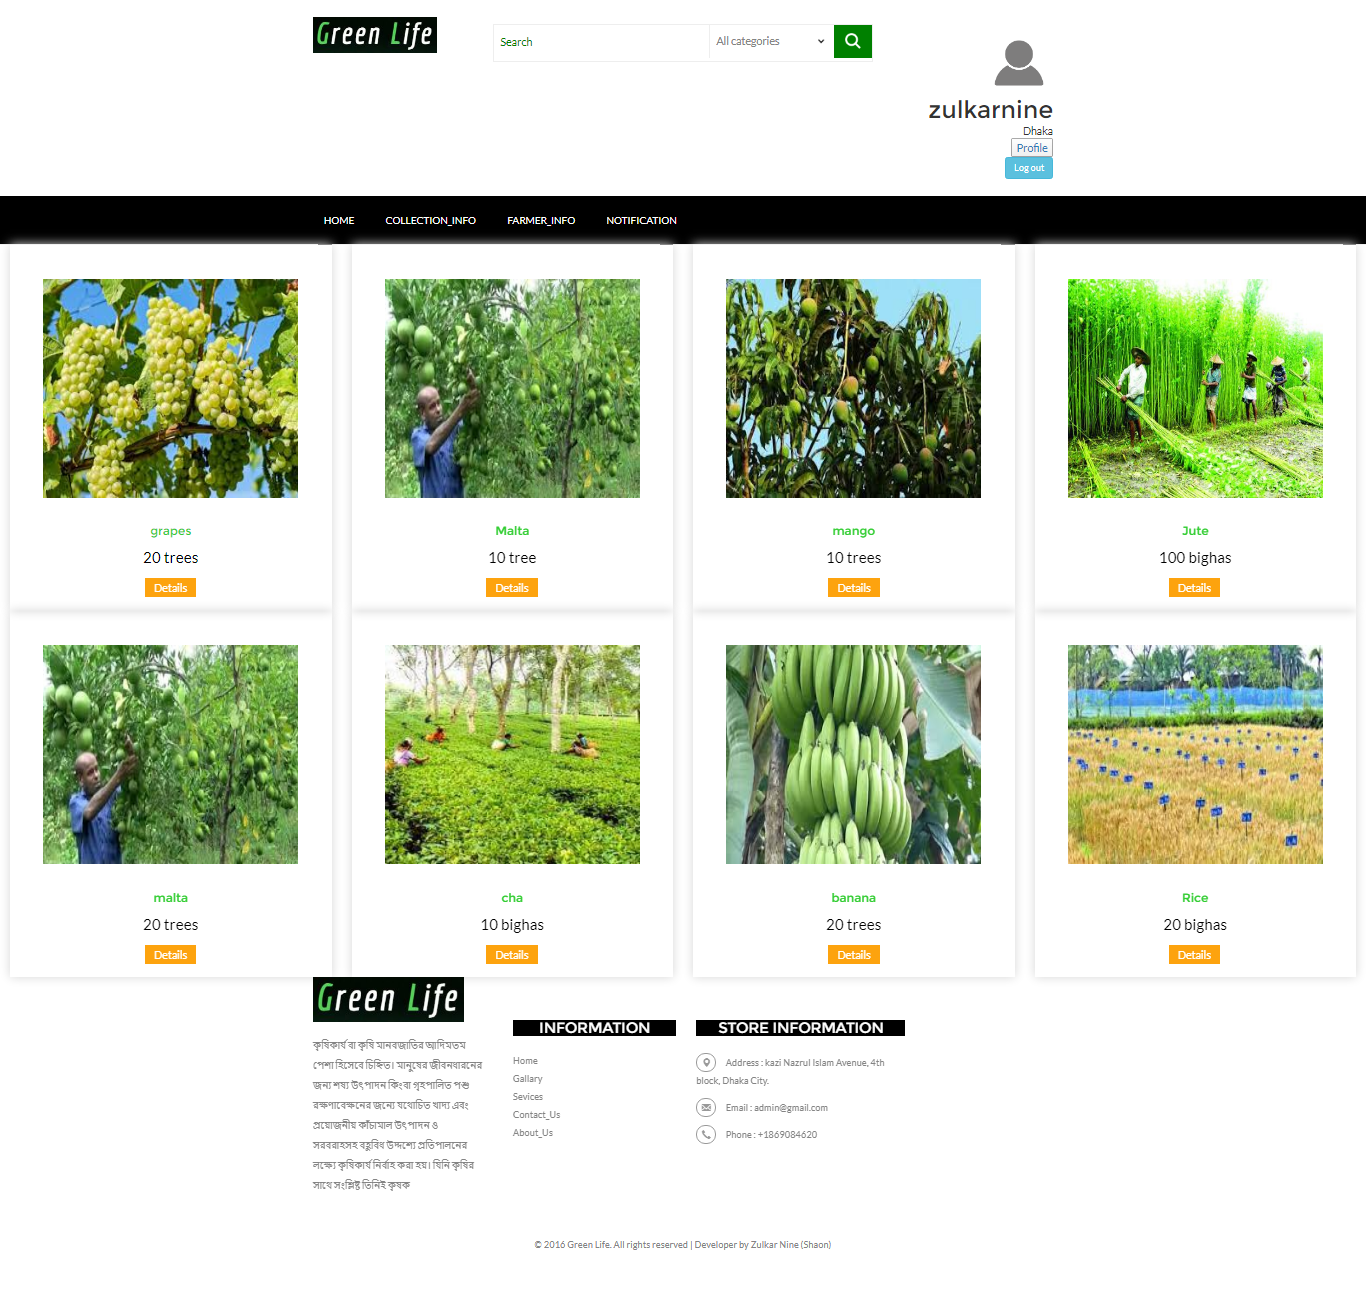 Green Life
Search
All categories
zulkarnine
Dhaka
Profile
Log out
HOME COLLECTION_INFO FARMER_INFO NOTIFICATION
grapes
20 trees
Details
Malta
10 tree
Details
mango
10 trees
Details
Jute
100 bighas
Details
malta
20 trees
Details
cha
10 bighas
Details
banana
20 trees
Details
Rice
20 bighas
Details
Green Life
কৃষিকার্য বা কৃষি মানবজাতির আদিমতম
পেশা হিসেবে চিহ্নিত। মানুষের জীবনধারনের
জন্য শষ্য উৎপাদন কিংবা গৃহপালিত পশু
রক্ষণাবেক্ষনের জন্যে যথোচিত খাদ্য এবং
প্রয়োজনীয় কাঁচামাল উৎপাদন ও
সরবরাহসহ বহুবিধ উদ্দশ্যে প্রতিপালনের
লক্ষ্যে কৃষিকার্য নির্বাহ করা হয়। যিনি কৃষির
সাথে সংশ্লিষ্ট তিনিই কৃষক
INFORMATION
Home
Gallary
Sevices
Contact_Us
About_Us
STORE INFORMATION
Address : kazi Nazrul Islam Avenue, 4th
block, Dhaka City.
Email : admin@gmail.com
Phone : +1869084620
© 2016 Green Life. All rights reserved | Developer by Zulkar Nine (Shaon)